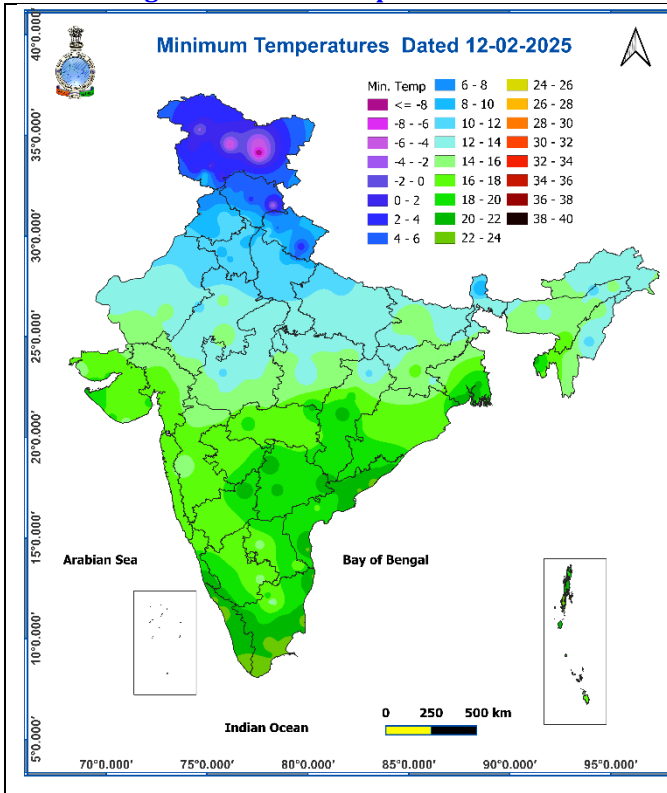 Minimum Temperatures Dated 12-02-2025
Min. Temp
<= -8
-8 - -6
-6 - -4
-4 - -2
-2 - 0
0 - 2
2 - 4
4 - 6
6 - 8
8 - 10
10 - 12
12 - 14
14 - 16
16 - 18
18 - 20
20 - 22
22 - 24
24 - 26
26 - 28
28 - 30
30 - 32
32 - 34
34 - 36
36 - 38
38 - 40
40°0.000'
35°0.000'
30°0.000'
25°0.000'
20°0.000'
15°0.000'
10°0.000'
5°0.000'
Arabian Sea
Bay of Bengal
Indian Ocean
0 250 500 km
70°0.000' 75°0.000' 80°0.000' 85°0.000' 90°0.000' 95°0.000'